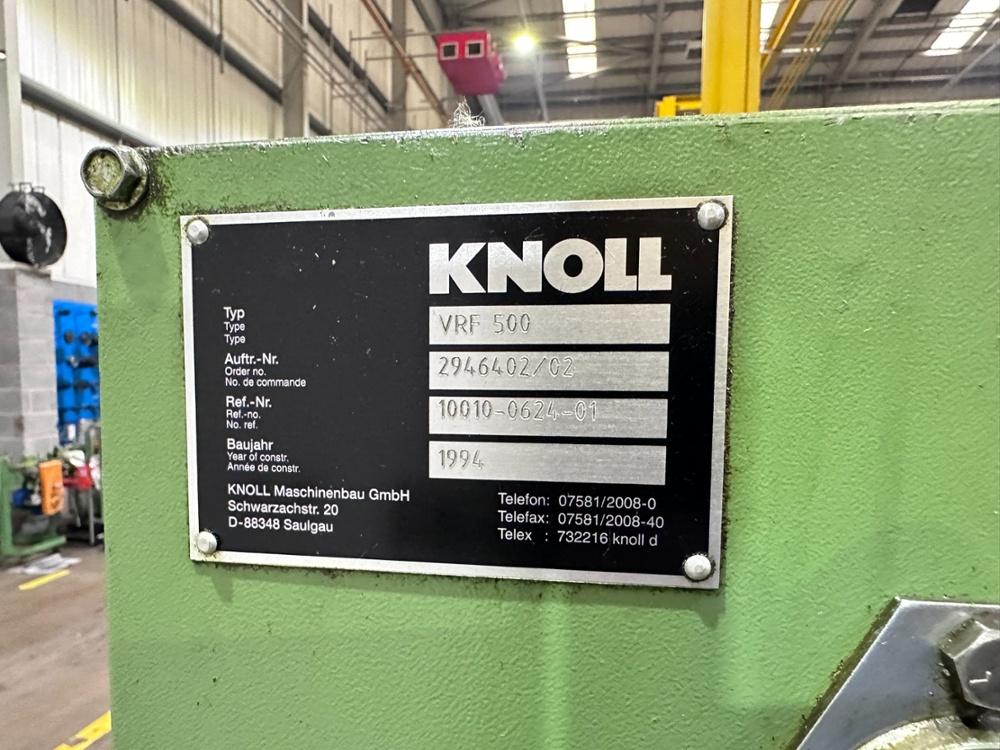 KNOLL
Typ
Type
Type
VRF 500
Auftr.-Nr.
Order no.
No. de commande
2946402/02
Ref.-Nr.
Ref.-no.
No. ref.
10010-0624-01
Baujahr
Year of constr.
Année de constr.
1994
KNOLL Maschinenbau GmbH
Schwarzachstr. 20
D-88348 Saulgau
Telefon: 07581/2008-0
Telefax: 07581/2008-40
Telex : 732216 knoll d